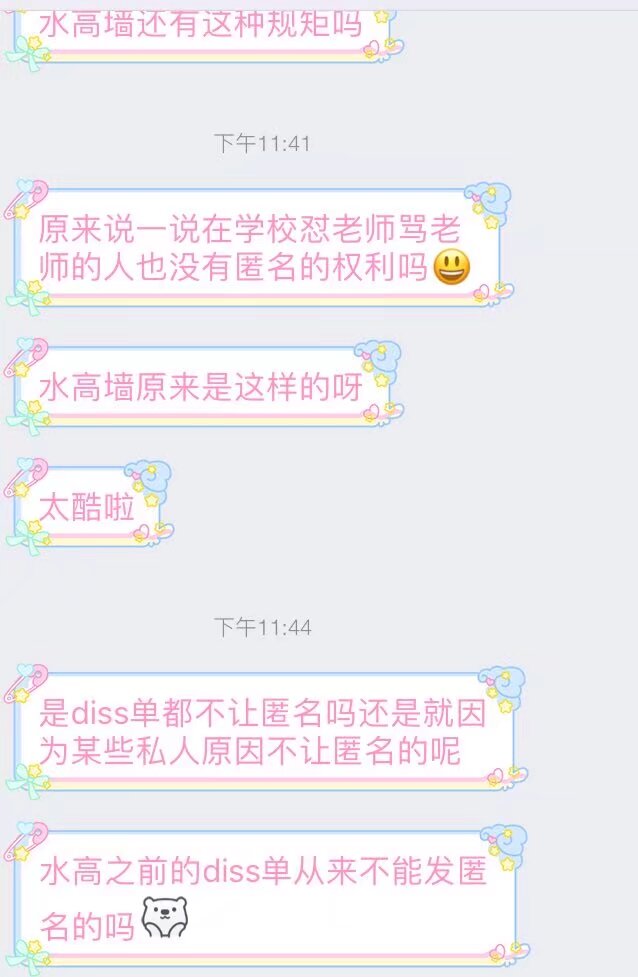 水高墙还有这种规矩吗
下午11:41
原来说一说在学校怼老师骂老
师的人也没有匿名的权利吗😃
水高墙原来是这样的呀
太酷啦
下午11:44
是diss单都不让匿名吗还是就因
为某些私人原因不让匿名的呢
水高之前的diss单从来不能发匿
名的吗